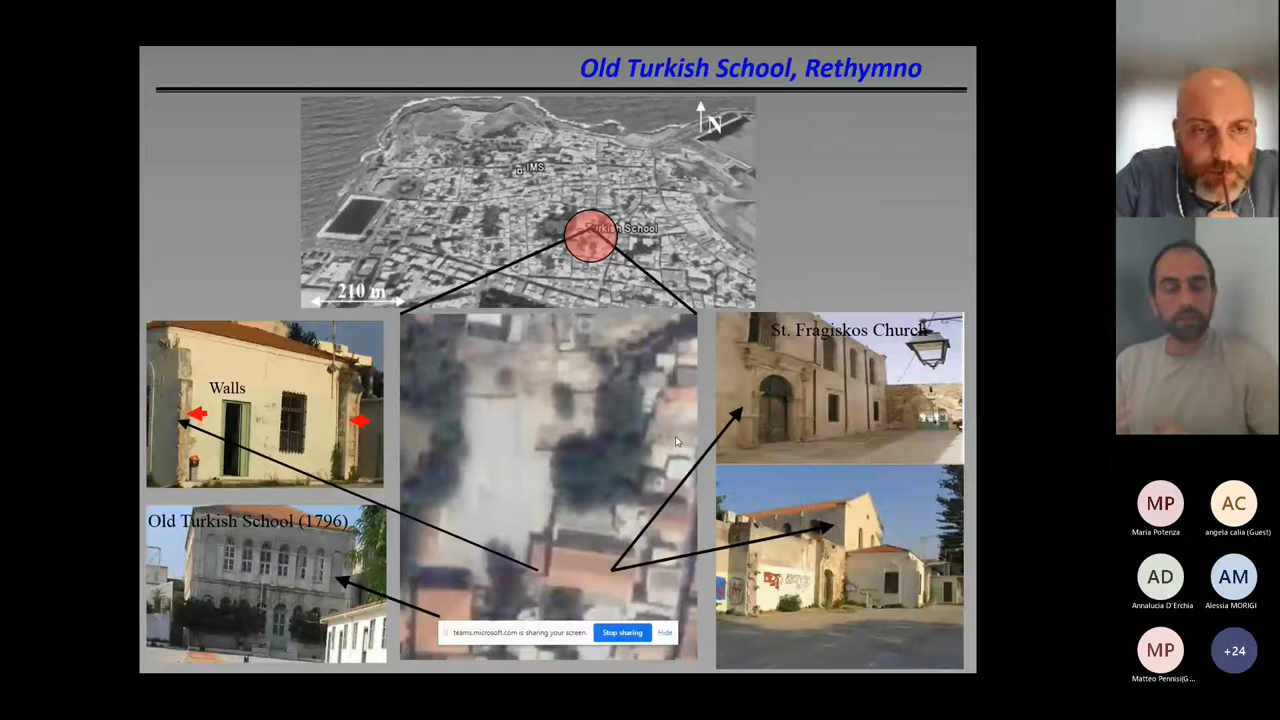 Old Turkish School, Rethymno
N
IMS
Turkish School
210 m
Walls
St. Fragiskos Church
Old Turkish School (1796)
teams.microsoft.com is sharing your screen.
Stop sharing
Hide
MP
AC
Maria Potenza
angela calia (Guest)
AD
AM
Annalucia D'Erchia
Alessia MORIGI
MP
+24
Matteo Pennisi(G...